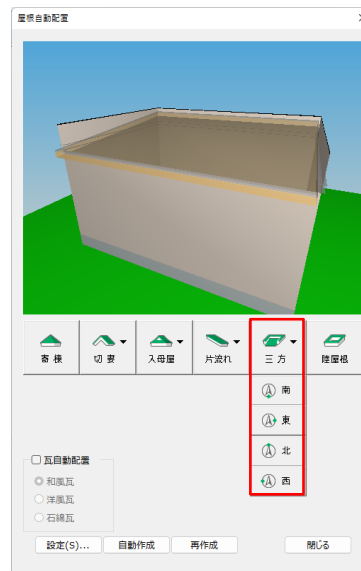 屋根自動配置
寄 棟
切 妻
入母屋
片流れ
三 方
陸屋根
南
東
北
西
瓦自動配置
和風瓦
洋風瓦
石綿瓦
設定(S)...
自動作成
再作成
閉じる